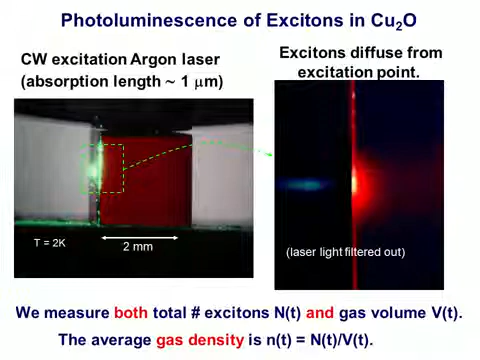 Photoluminescence of Excitons in Cu₂O
CW excitation Argon laser
(absorption length ~ 1 μm)
Excitons diffuse from
excitation point.
T = 2K
2 mm
(laser light filtered out)
We measure both total # excitons N(t) and gas volume V(t).
The average gas density is n(t) = N(t)/V(t).